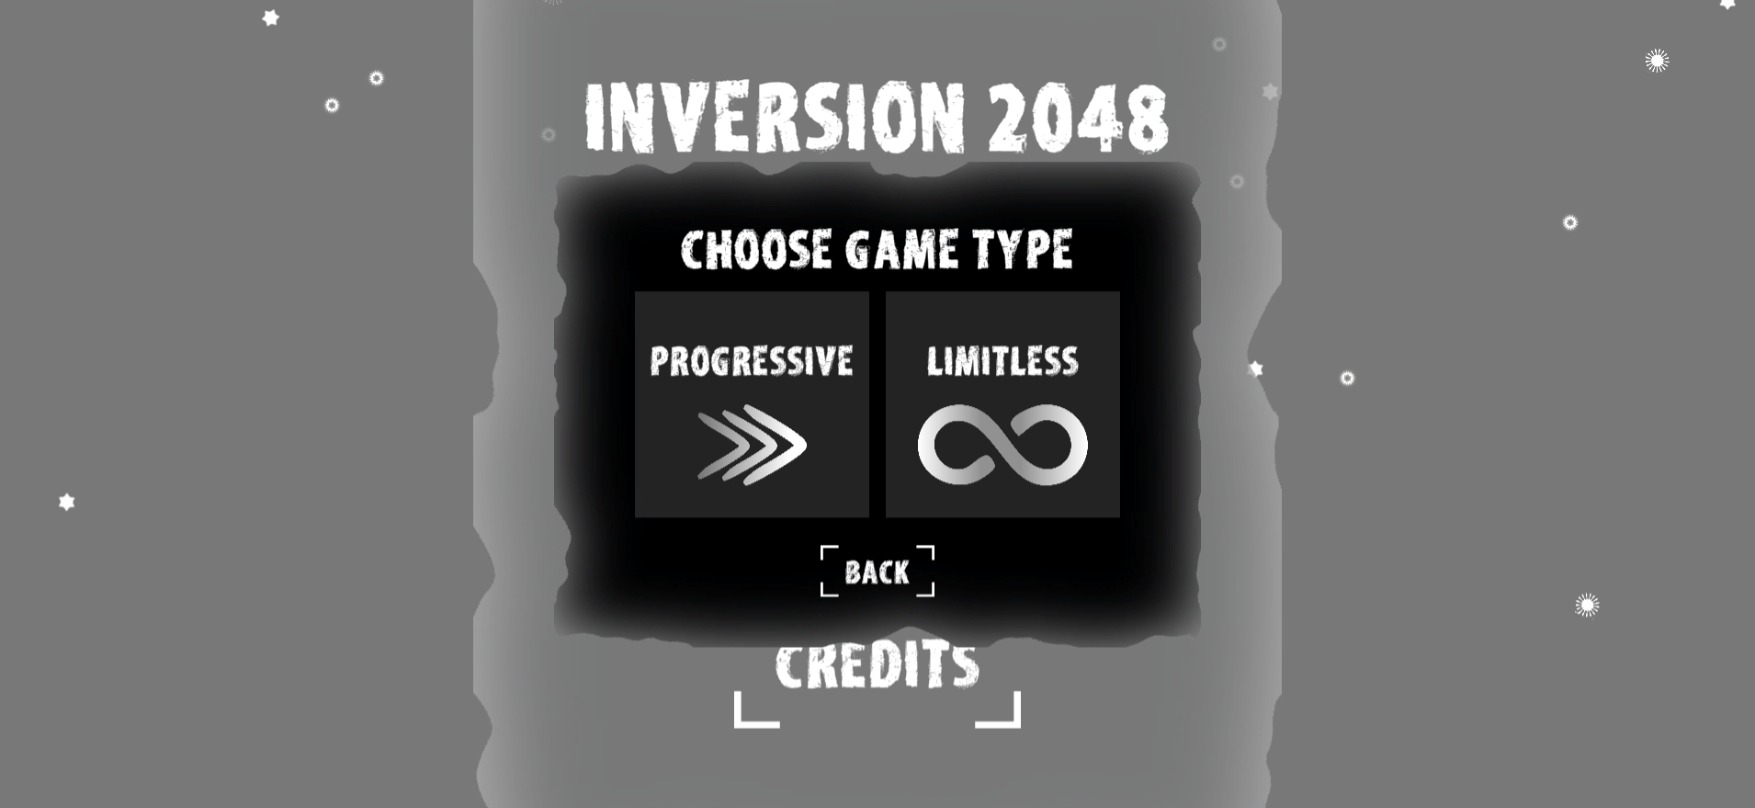 INVERSION 2048
CHOOSE GAME TYPE
PROGRESSIVE
LIMITLESS
BACK
CREDITS